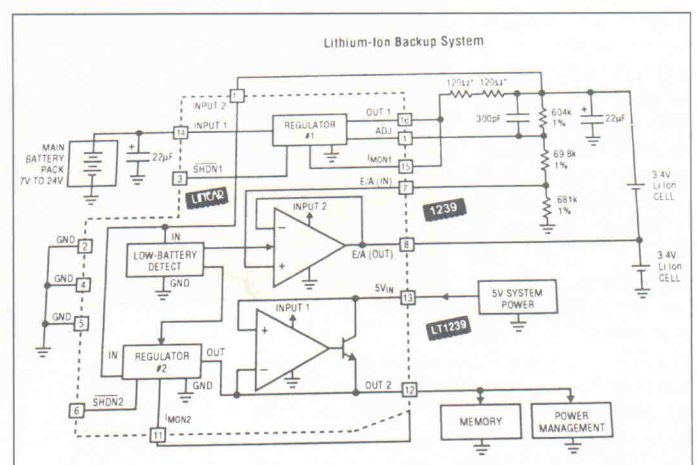 Lithium-Ion Backup System
120Ω* 120Ω*
INPUT 2
1
INPUT 1
14
REGULATOR
#1
OUT 1
16
ADJ
1
IMON1
15
300pF
604k
1%
+
22µF
MAIN
BATTERY
PACK
7V TO 24V
+
22µF
SHDN1
3
LINEAR
E/A (IN)
7
69.8k
1%
3.4V
Li Ion
CELL
INPUT 2
1239
681k
1%
GND
2
IN
LOW-BATTERY
DETECT
GND
−
+
E/A (OUT)
8
GND
4
3.4V
Li Ion
CELL
GND
5
5VIN
13
5V SYSTEM
POWER
INPUT 1
+
−
LT1239
IN
REGULATOR
#2
OUT
GND
OUT 2
12
SHDN2
6
IMON2
11
MEMORY
POWER
MANAGEMENT